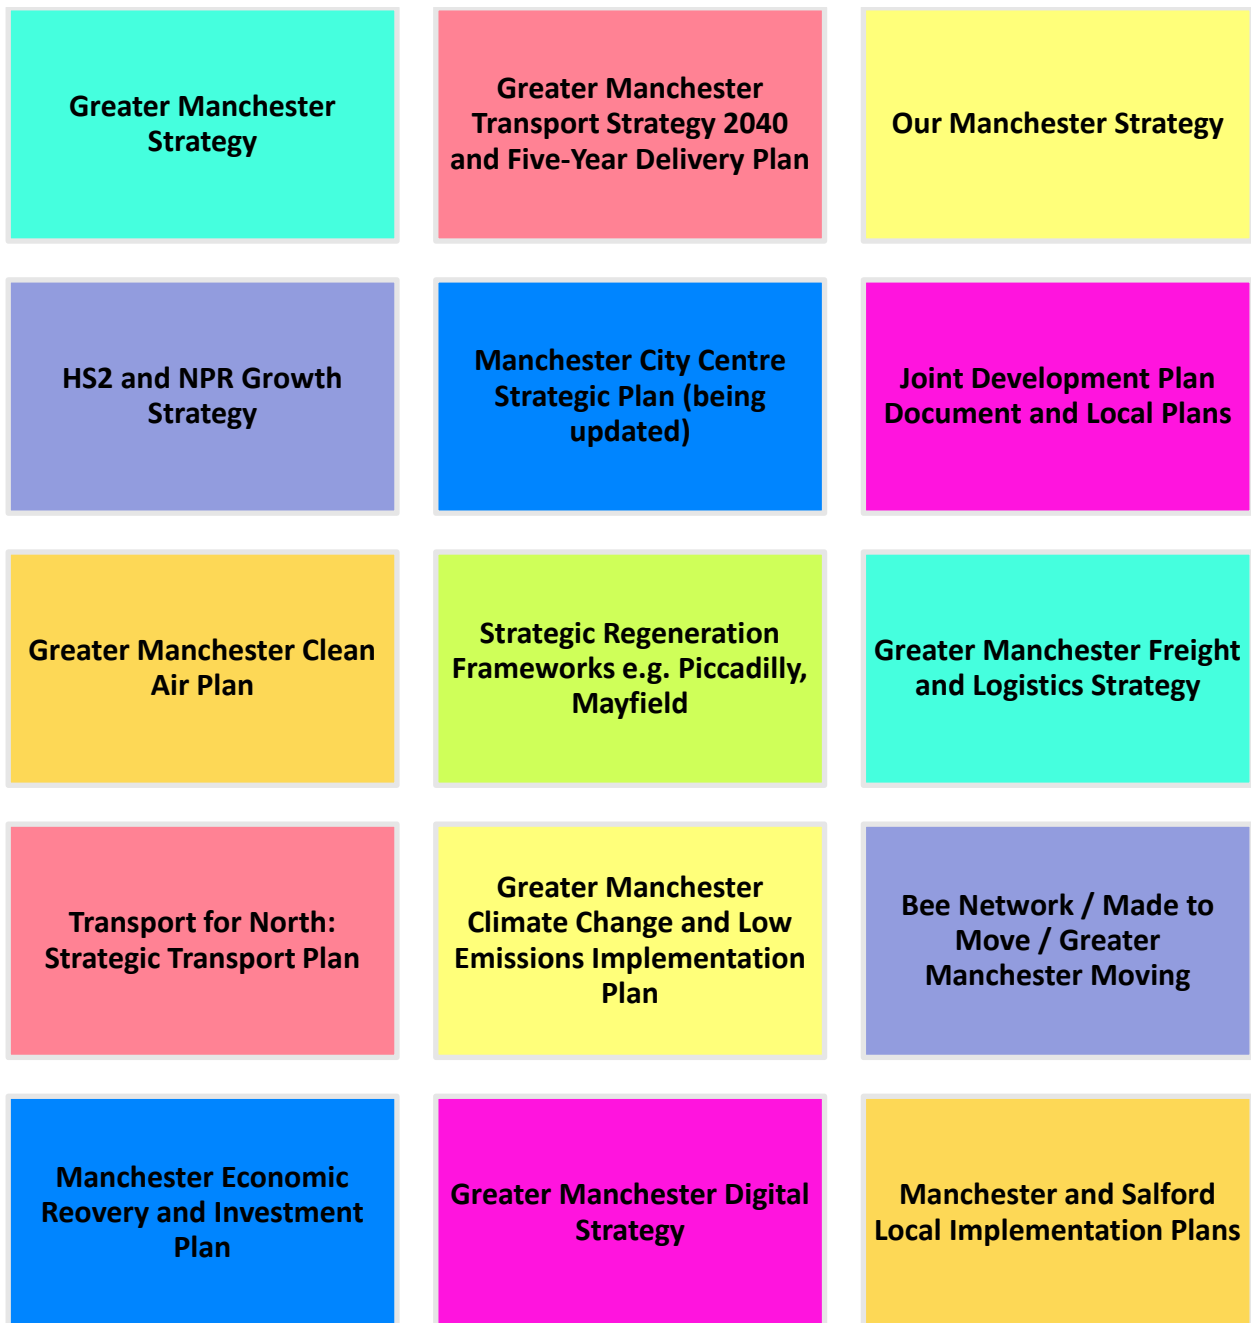 Greater Manchester
Strategy
Greater Manchester
Transport Strategy 2040
and Five-Year Delivery Plan
Our Manchester Strategy
HS2 and NPR Growth
Strategy
Manchester City Centre
Strategic Plan (being
updated)
Joint Development Plan
Document and Local Plans
Greater Manchester Clean
Air Plan
Strategic Regeneration
Frameworks e.g. Piccadilly,
Mayfield
Greater Manchester Freight
and Logistics Strategy
Transport for North:
Strategic Transport Plan
Greater Manchester
Climate Change and Low
Emissions Implementation
Plan
Bee Network / Made to
Move / Greater
Manchester Moving
Manchester Economic
Reovery and Investment
Plan
Greater Manchester Digital
Strategy
Manchester and Salford
Local Implementation Plans